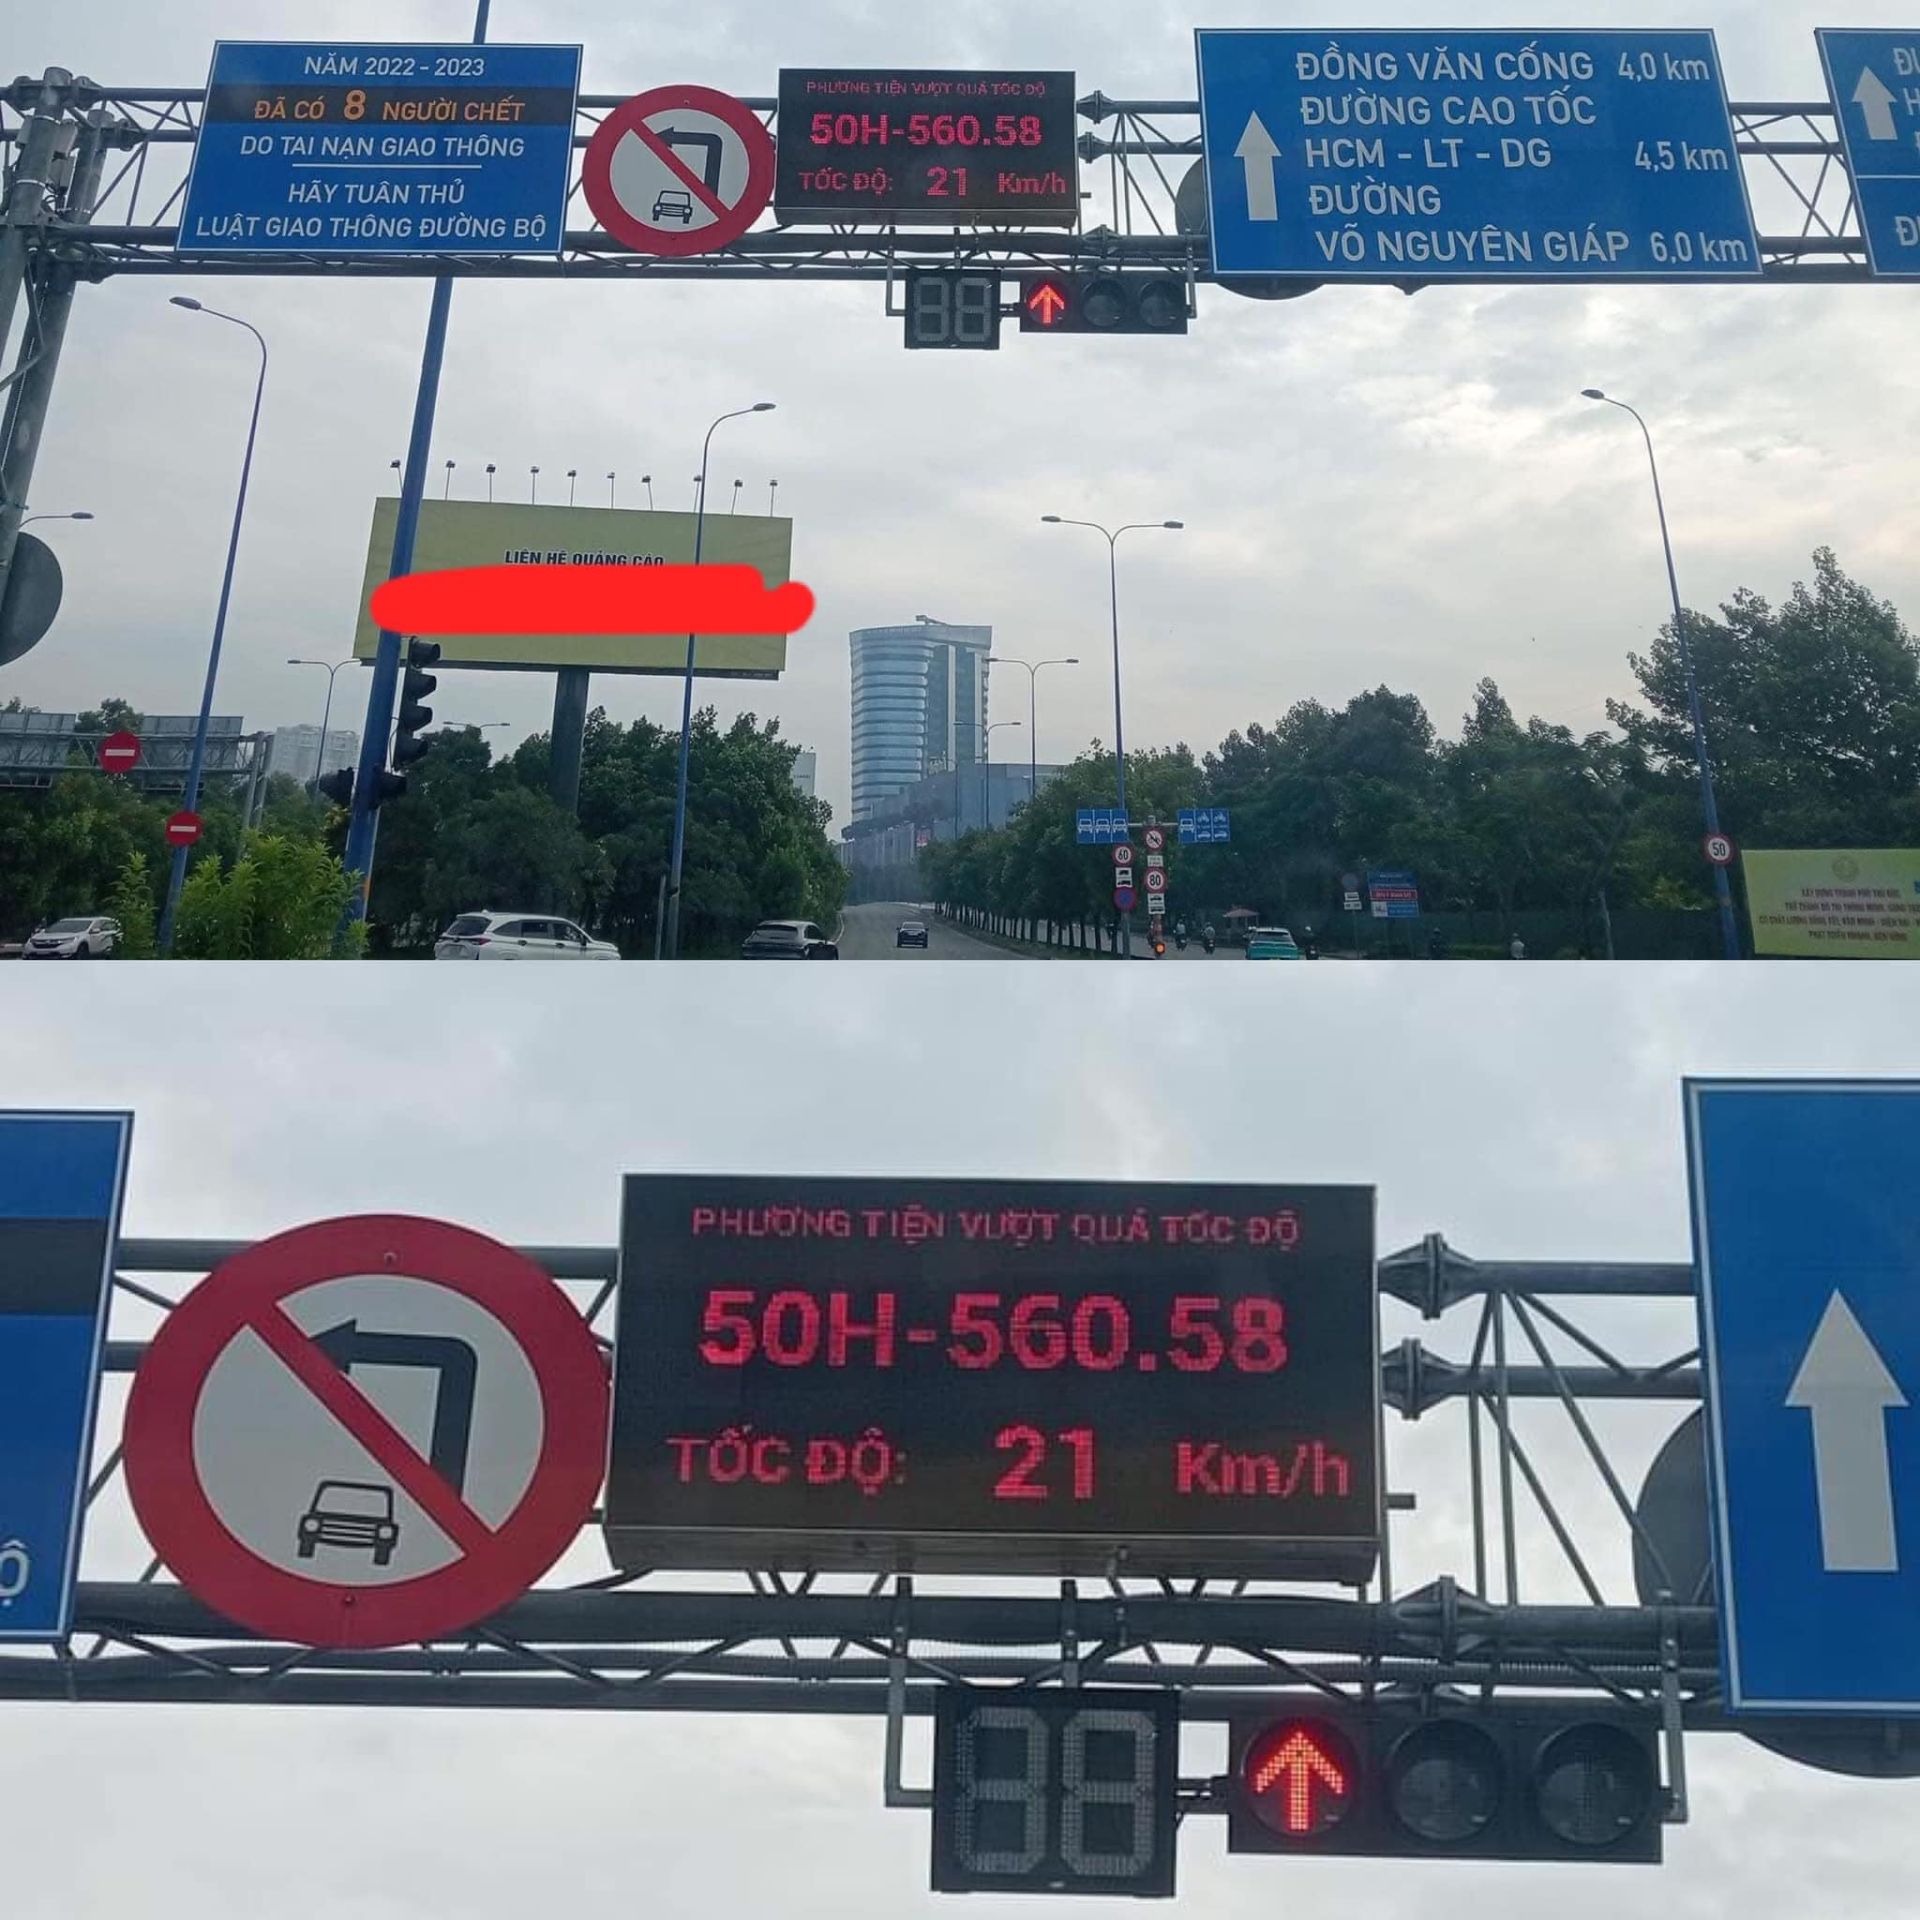 NĂM 2022 - 2023
ĐÃ CÓ 8 NGƯỜI CHẾT
DO TAI NẠN GIAO THÔNG
HÃY TUÂN THỦ
LUẬT GIAO THÔNG ĐƯỜNG BỘ
PHƯƠNG TIỆN VƯỢT QUÁ TỐC ĐỘ
50H-560.58
TỐC ĐỘ: 21 Km/h
ĐỒNG VĂN CỐNG 4,0 km
ĐƯỜNG CAO TỐC
HCM - LT - DG 4,5 km
ĐƯỜNG
VÕ NGUYÊN GIÁP 6,0 km
LIÊN HỆ QUẢNG CÁO
60
80
50
PHƯƠNG TIỆN VƯỢT QUÁ TỐC ĐỘ
50H-560.58
TỐC ĐỘ: 21 Km/h
Ộ